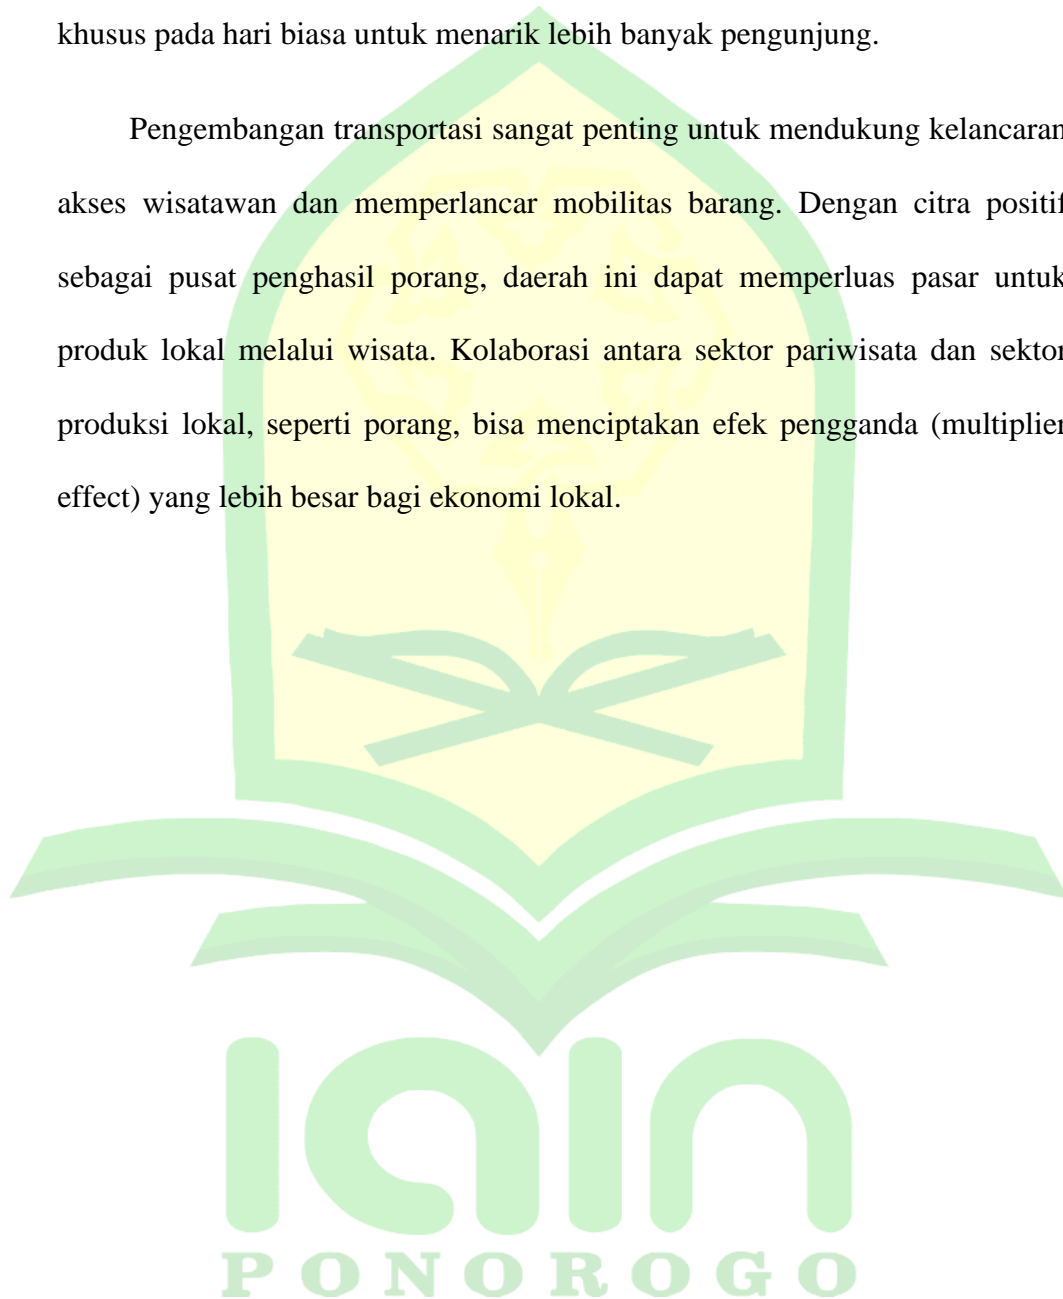 khusus pada hari biasa untuk menarik lebih banyak pengunjung.
Pengembangan transportasi sangat penting untuk mendukung kelancaran
akses wisatawan dan memperlancar mobilitas barang. Dengan citra positif
sebagai pusat penghasil porang, daerah ini dapat memperluas pasar untuk
produk lokal melalui wisata. Kolaborasi antara sektor pariwisata dan sektor
produksi lokal, seperti porang, bisa menciptakan efek pengganda (multiplier
effect) yang lebih besar bagi ekonomi lokal.
iain
PONOROGO